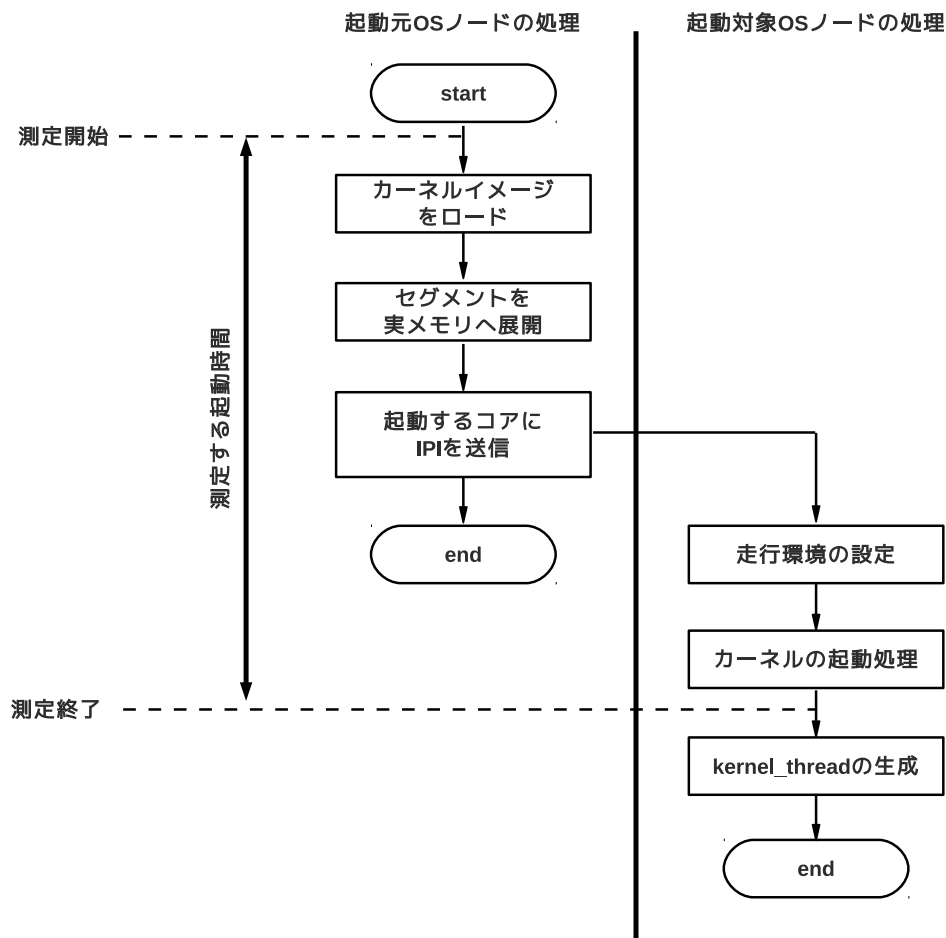 起動元OSノードの処理
起動対象OSノードの処理
start
測定開始
カーネルイメージ
をロード
セグメントを
実メモリへ展開
測定する起動時間
起動するコアに
IPIを送信
end
走行環境の設定
カーネルの起動処理
測定終了
kernel_threadの生成
end